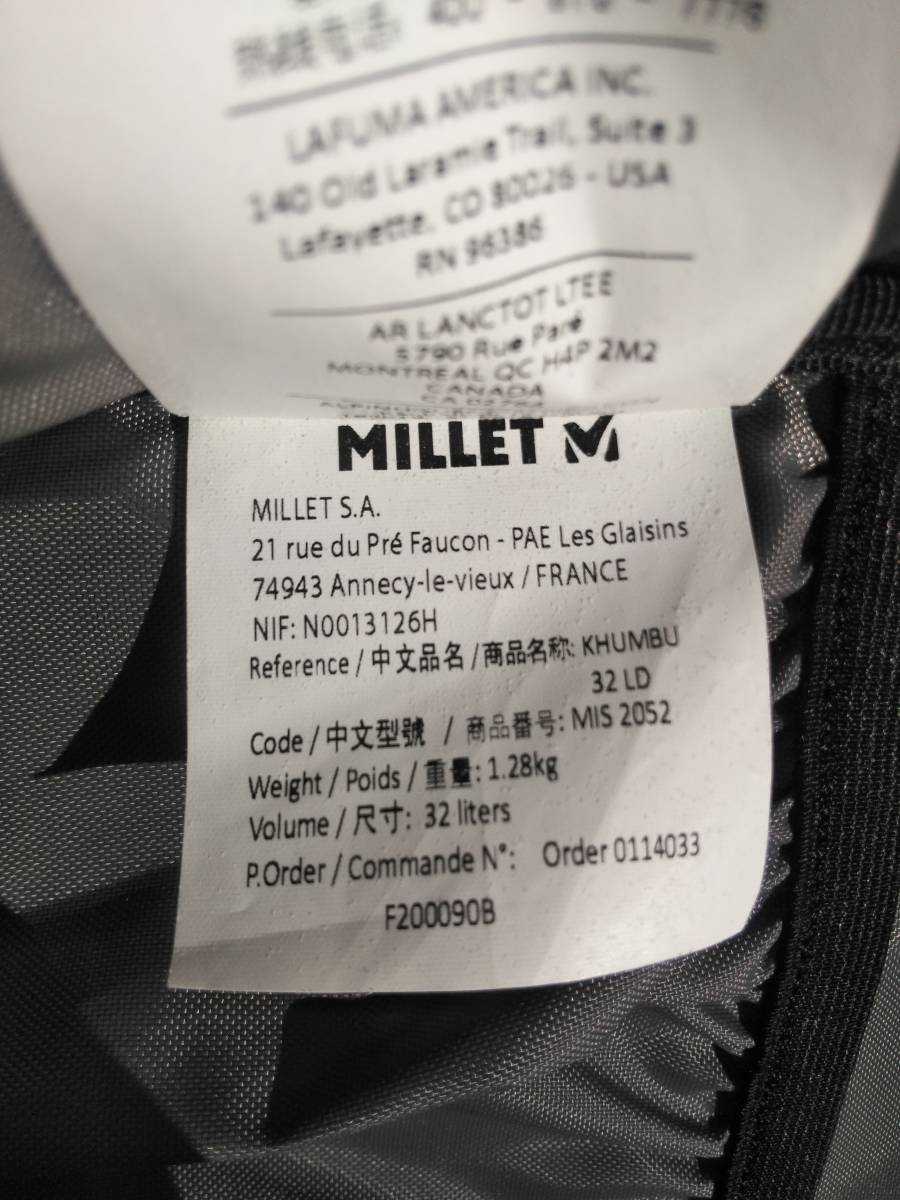 LAFUMA AMERICA INC.
140 Old Laramie Trail, Suite 3
Lafayette, CO 80026 - USA
RN 96386
AR LANCTOT LTEE
5790 Rue Paré
MONTREAL QC H4P 2M2
CANADA
MILLET
MILLET S.A.
21 rue du Pré Faucon - PAE Les Glaisins
74943 Annecy-le-vieux / FRANCE
NIF: N0013126H
Reference / 中文品名 / 商品名称: KHUMBU
32 LD
Code / 中文型號 / 商品番号: MIS 2052
Weight / Poids / 重量: 1.28kg
Volume / 尺寸: 32 liters
P.Order / Commande N°: Order 0114033
F200090B